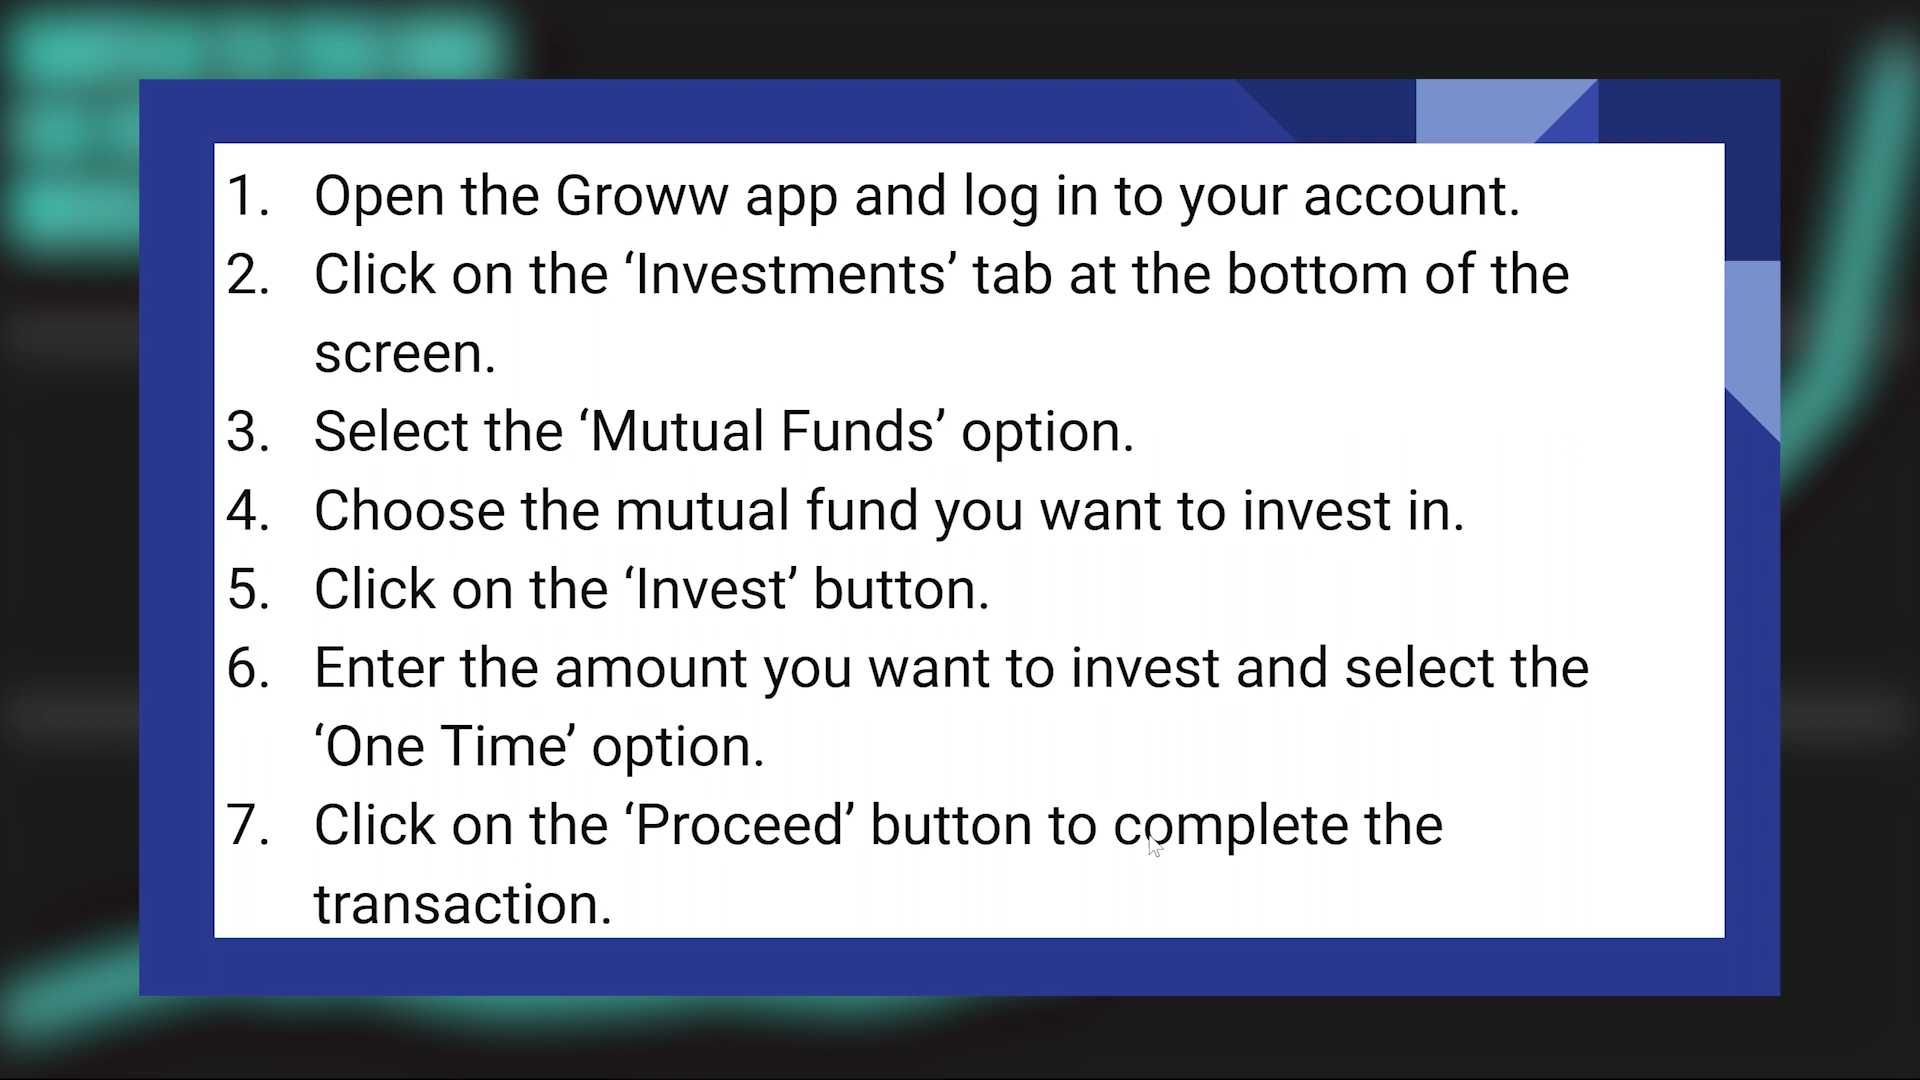 1. Open the Groww app and log in to your account.
2. Click on the ‘Investments’ tab at the bottom of the
screen.
3. Select the ‘Mutual Funds’ option.
4. Choose the mutual fund you want to invest in.
5. Click on the ‘Invest’ button.
6. Enter the amount you want to invest and select the
‘One Time’ option.
7. Click on the ‘Proceed’ button to complete the
transaction.